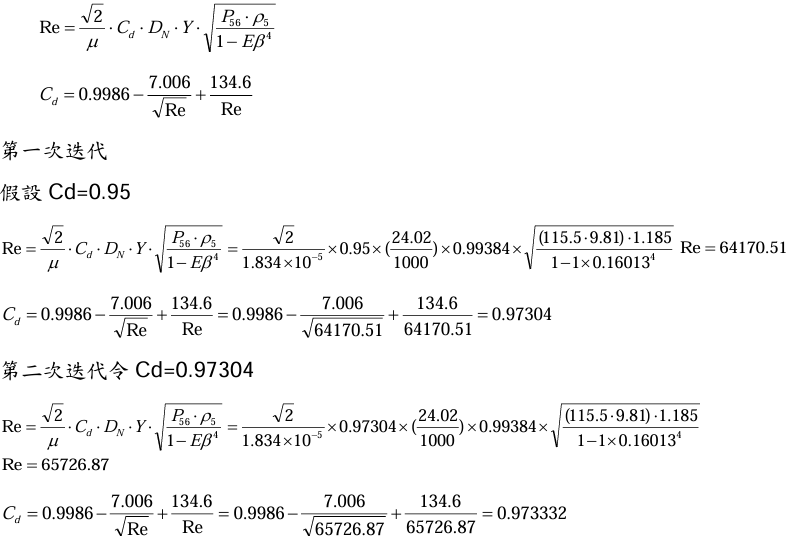 Re = √2/μ · C_d · D_N · Y · √(P_56 · ρ_5 / (1 − Eβ^4))
C_d = 0.9986 − 7.006/√Re + 134.6/Re
第一次迭代
假設 Cd=0.95
Re = √2/μ · C_d · D_N · Y · √(P_56 · ρ_5 / (1 − Eβ^4)) = √2/(1.834×10^−5) × 0.95 × (24.02/1000) × 0.99384 × √((115.5·9.81)·1.185 / (1−1×0.16013^4)) Re = 64170.51
C_d = 0.9986 − 7.006/√Re + 134.6/Re = 0.9986 − 7.006/√64170.51 + 134.6/64170.51 = 0.97304
第二次迭代令 Cd=0.97304
Re = √2/μ · C_d · D_N · Y · √(P_56 · ρ_5 / (1 − Eβ^4)) = √2/(1.834×10^−5) × 0.97304 × (24.02/1000) × 0.99384 × √((115.5·9.81)·1.185 / (1−1×0.16013^4))
Re = 65726.87
C_d = 0.9986 − 7.006/√Re + 134.6/Re = 0.9986 − 7.006/√65726.87 + 134.6/65726.87 = 0.973332